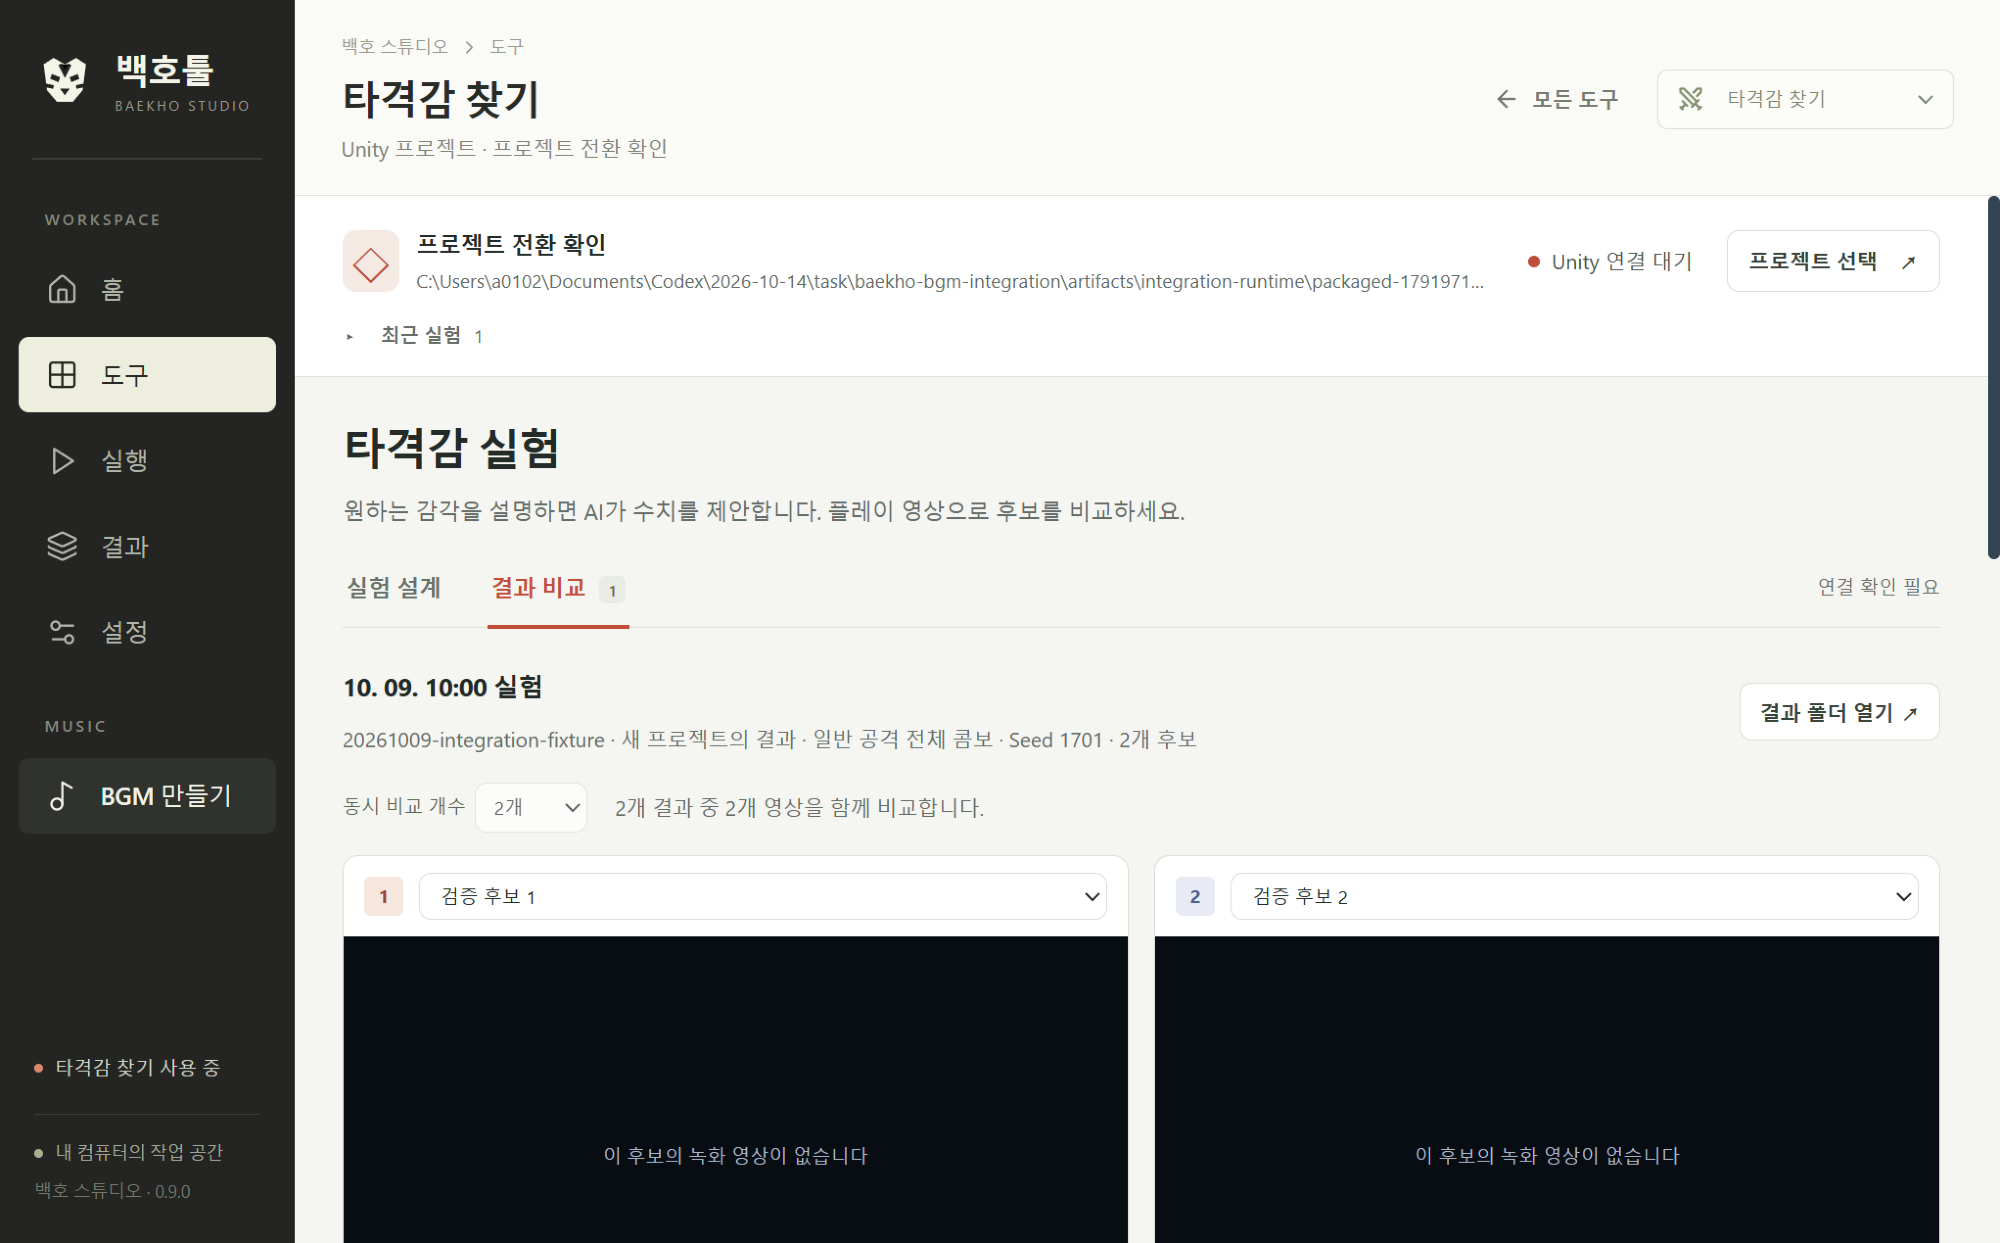 백호툴
BAEKHO STUDIO
WORKSPACE
홈
도구
실행
결과
설정
MUSIC
BGM 만들기
타격감 찾기 사용 중
내 컴퓨터의 작업 공간
백호 스튜디오 · 0.9.0
백호 스튜디오 > 도구
타격감 찾기
Unity 프로젝트 · 프로젝트 전환 확인
← 모든 도구
타격감 찾기
프로젝트 전환 확인
C:\Users\a0102\Documents\Codex\2026-10-14\task\baekho-bgm-integration\artifacts\integration-runtime\packaged-1791971...
Unity 연결 대기
프로젝트 선택 ↗
최근 실험 1
타격감 실험
원하는 감각을 설명하면 AI가 수치를 제안합니다. 플레이 영상으로 후보를 비교하세요.
실험 설계
결과 비교 1
연결 확인 필요
10. 09. 10:00 실험
20261009-integration-fixture · 새 프로젝트의 결과 · 일반 공격 전체 콤보 · Seed 1701 · 2개 후보
결과 폴더 열기 ↗
동시 비교 개수 2개 2개 결과 중 2개 영상을 함께 비교합니다.
1 검증 후보 1
이 후보의 녹화 영상이 없습니다
2 검증 후보 2
이 후보의 녹화 영상이 없습니다